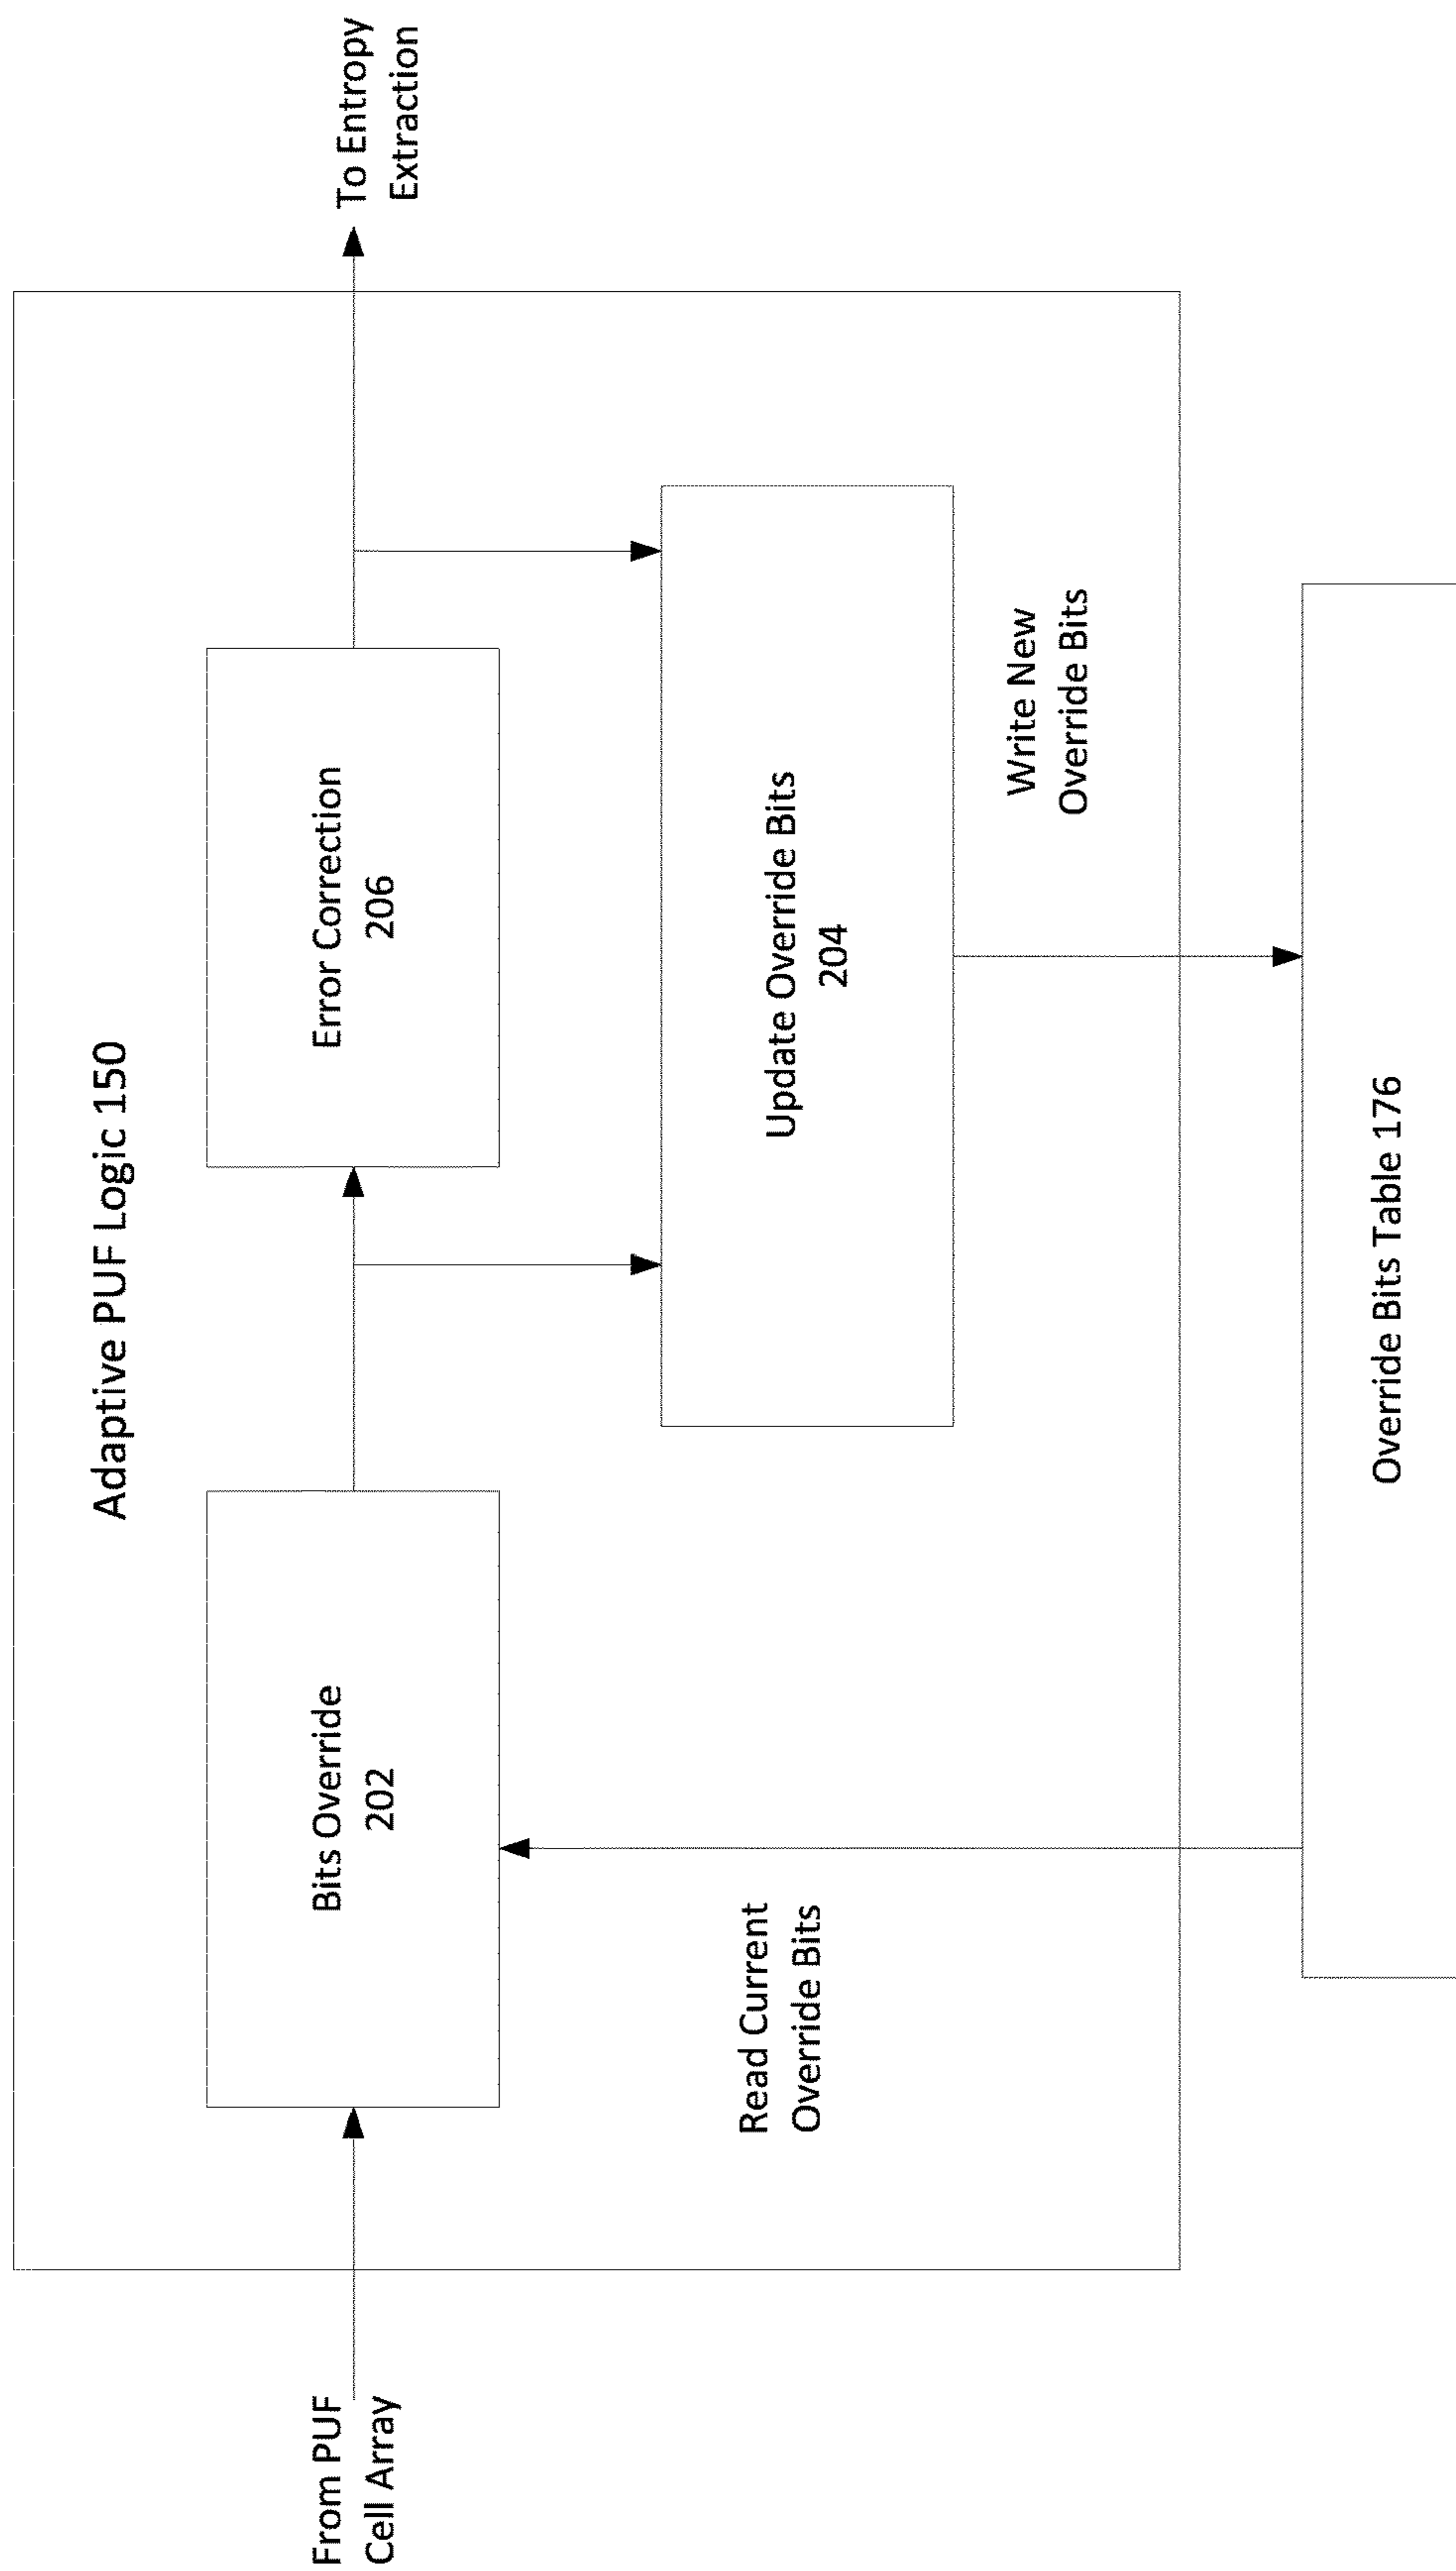 Adaptive PUF Logic 150
From PUF
Cell Array
Bits Override
202
Error Correction
206
To Entropy
Extraction
Read Current
Override Bits
Update Override Bits
204
Write New
Override Bits
Override Bits Table 176